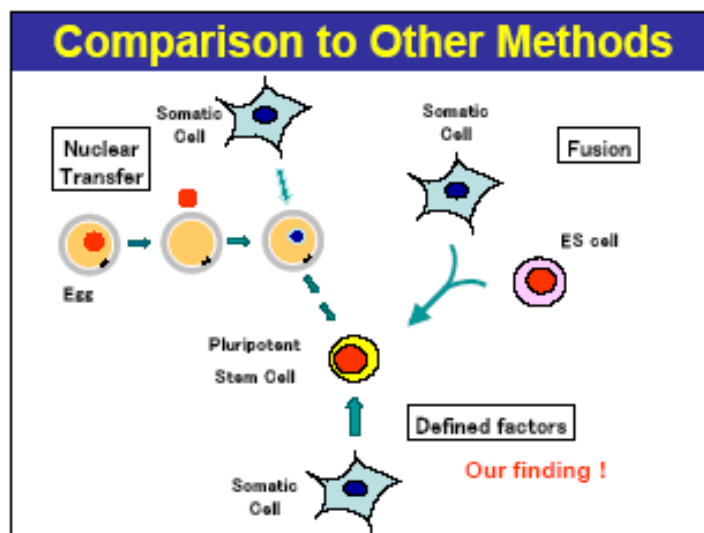 Comparison to Other Methods
Somatic
Cell
Nuclear
Transfer
Egg
Somatic
Cell
Fusion
ES cell
Pluripotent
Stem Cell
Defined factors
Our finding !
Somatic
Cell